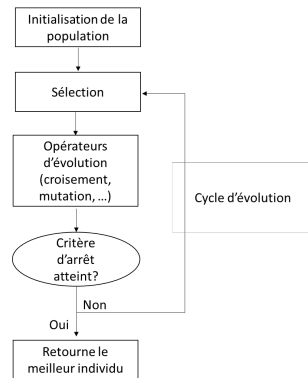 Initialisation de la
population
Sélection
Opérateurs
d'évolution
(croisement,
mutation, ...)
Cycle d'évolution
Critère
d'arrêt
atteint?
Non
Oui
Retourne le
meilleur individu